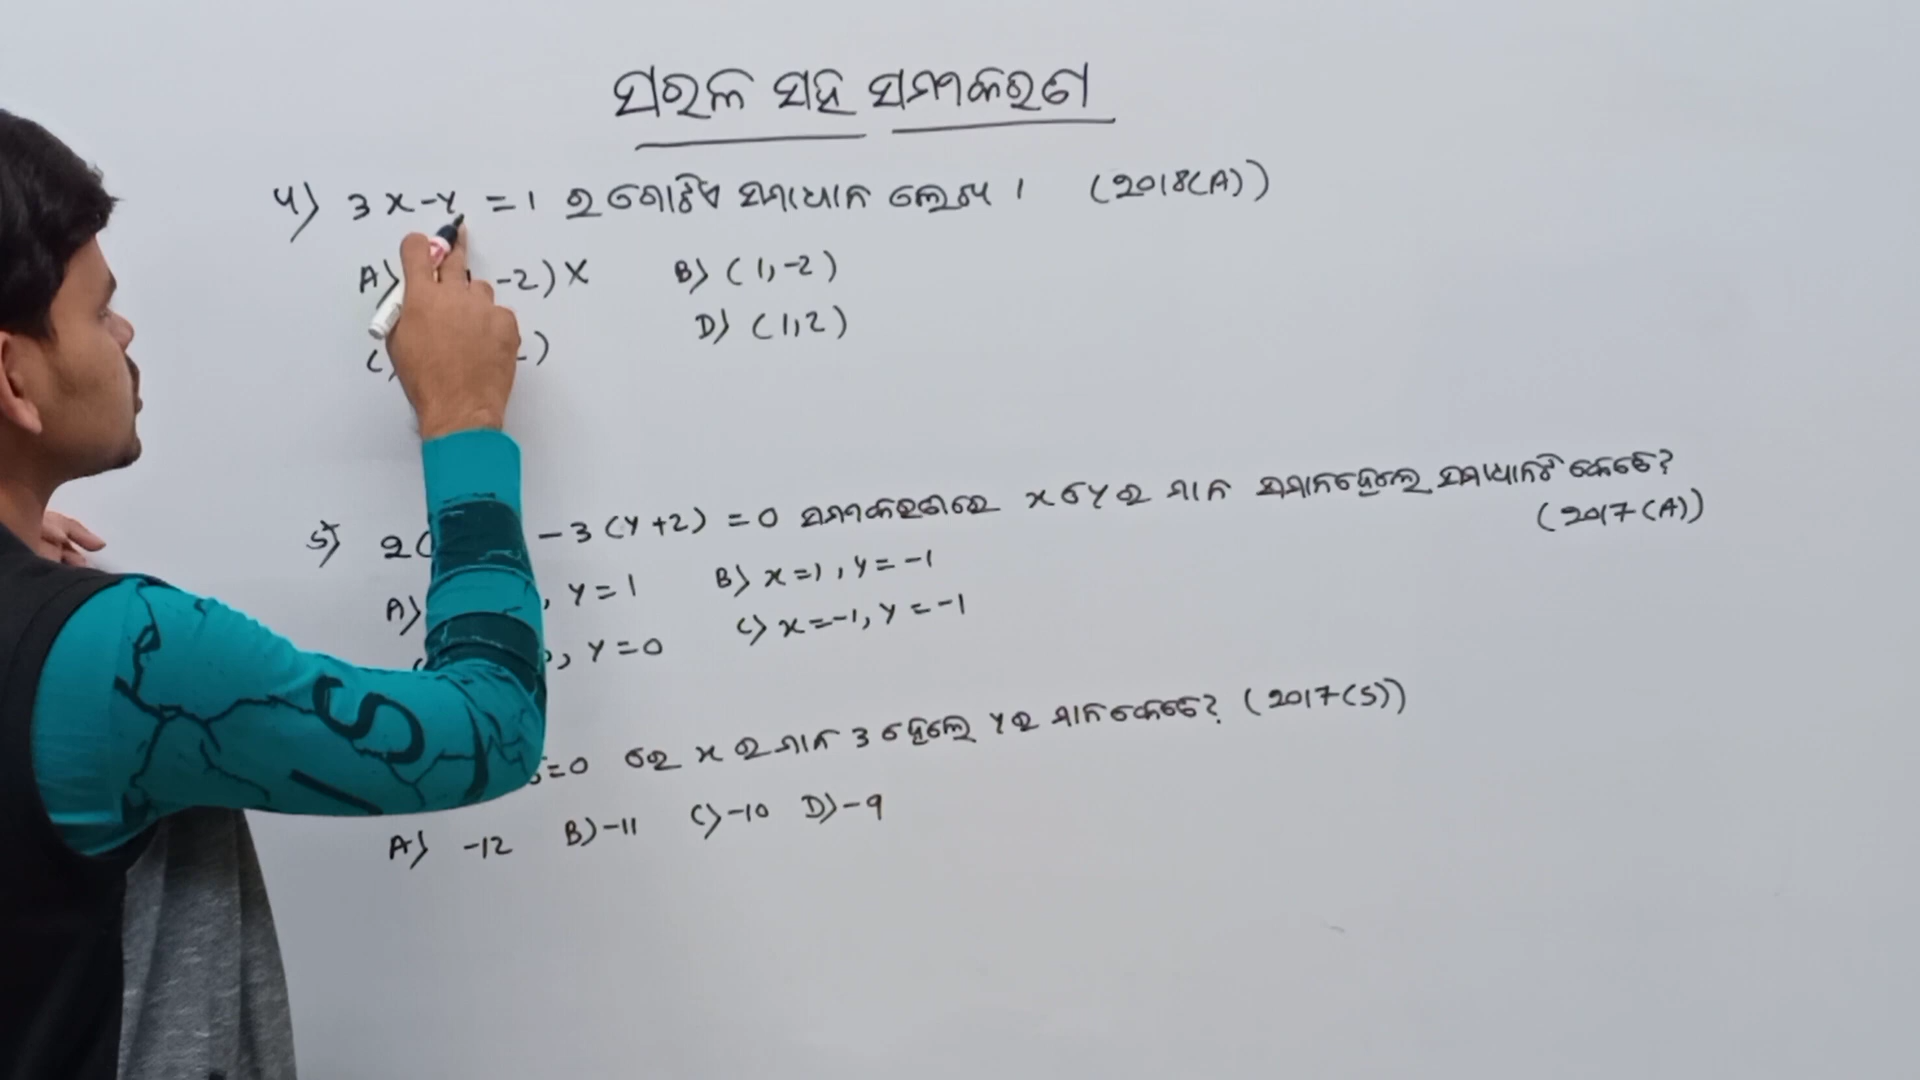 ସରଳ ସହ ସମୀକରଣ
4) 3x-y =1 ର ଗୋଟିଏ ସମାଧାନ ଲେଖ । (2018(A))
A) -2) X B) (1,-2)
D) (1,2)
5) 2( -3(y+2) =0 ସମୀକରଣରେ x ଓ y ର ମାନ ସମାନ ହେଲେ ସମାଧାନଟି କେତେ?
(2017(A))
A) , y=1 B) x=1, y=-1
, y=0 C) x=-1, y=-1
=0 ରେ x ର ମାନ 3 ହେଲେ y ର ମାନ କେତେ? (2017(S))
A) -12 B) -11 C) -10 D) -9